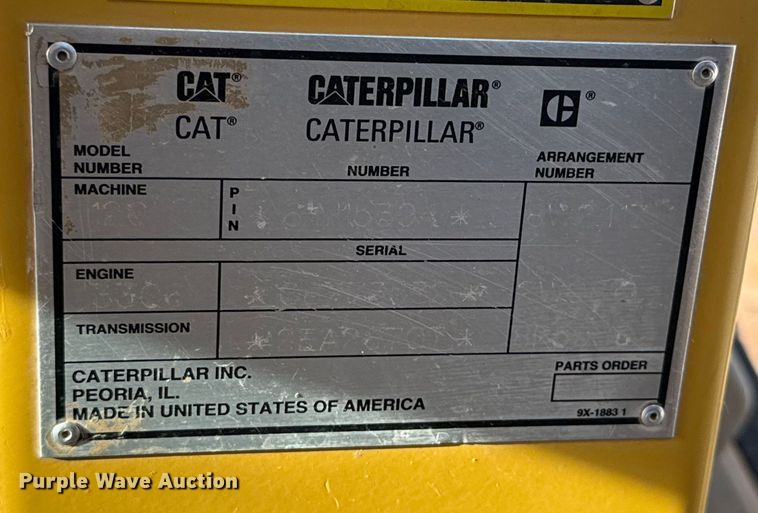 CAT® CATERPILLAR® ®
CAT® CATERPILLAR®
MODEL NUMBER NUMBER ARRANGEMENT NUMBER
MACHINE PIN
SERIAL
ENGINE
TRANSMISSION
CATERPILLAR INC.
PEORIA, IL.
MADE IN UNITED STATES OF AMERICA
PARTS ORDER
9X-1883 1
Purple Wave Auction